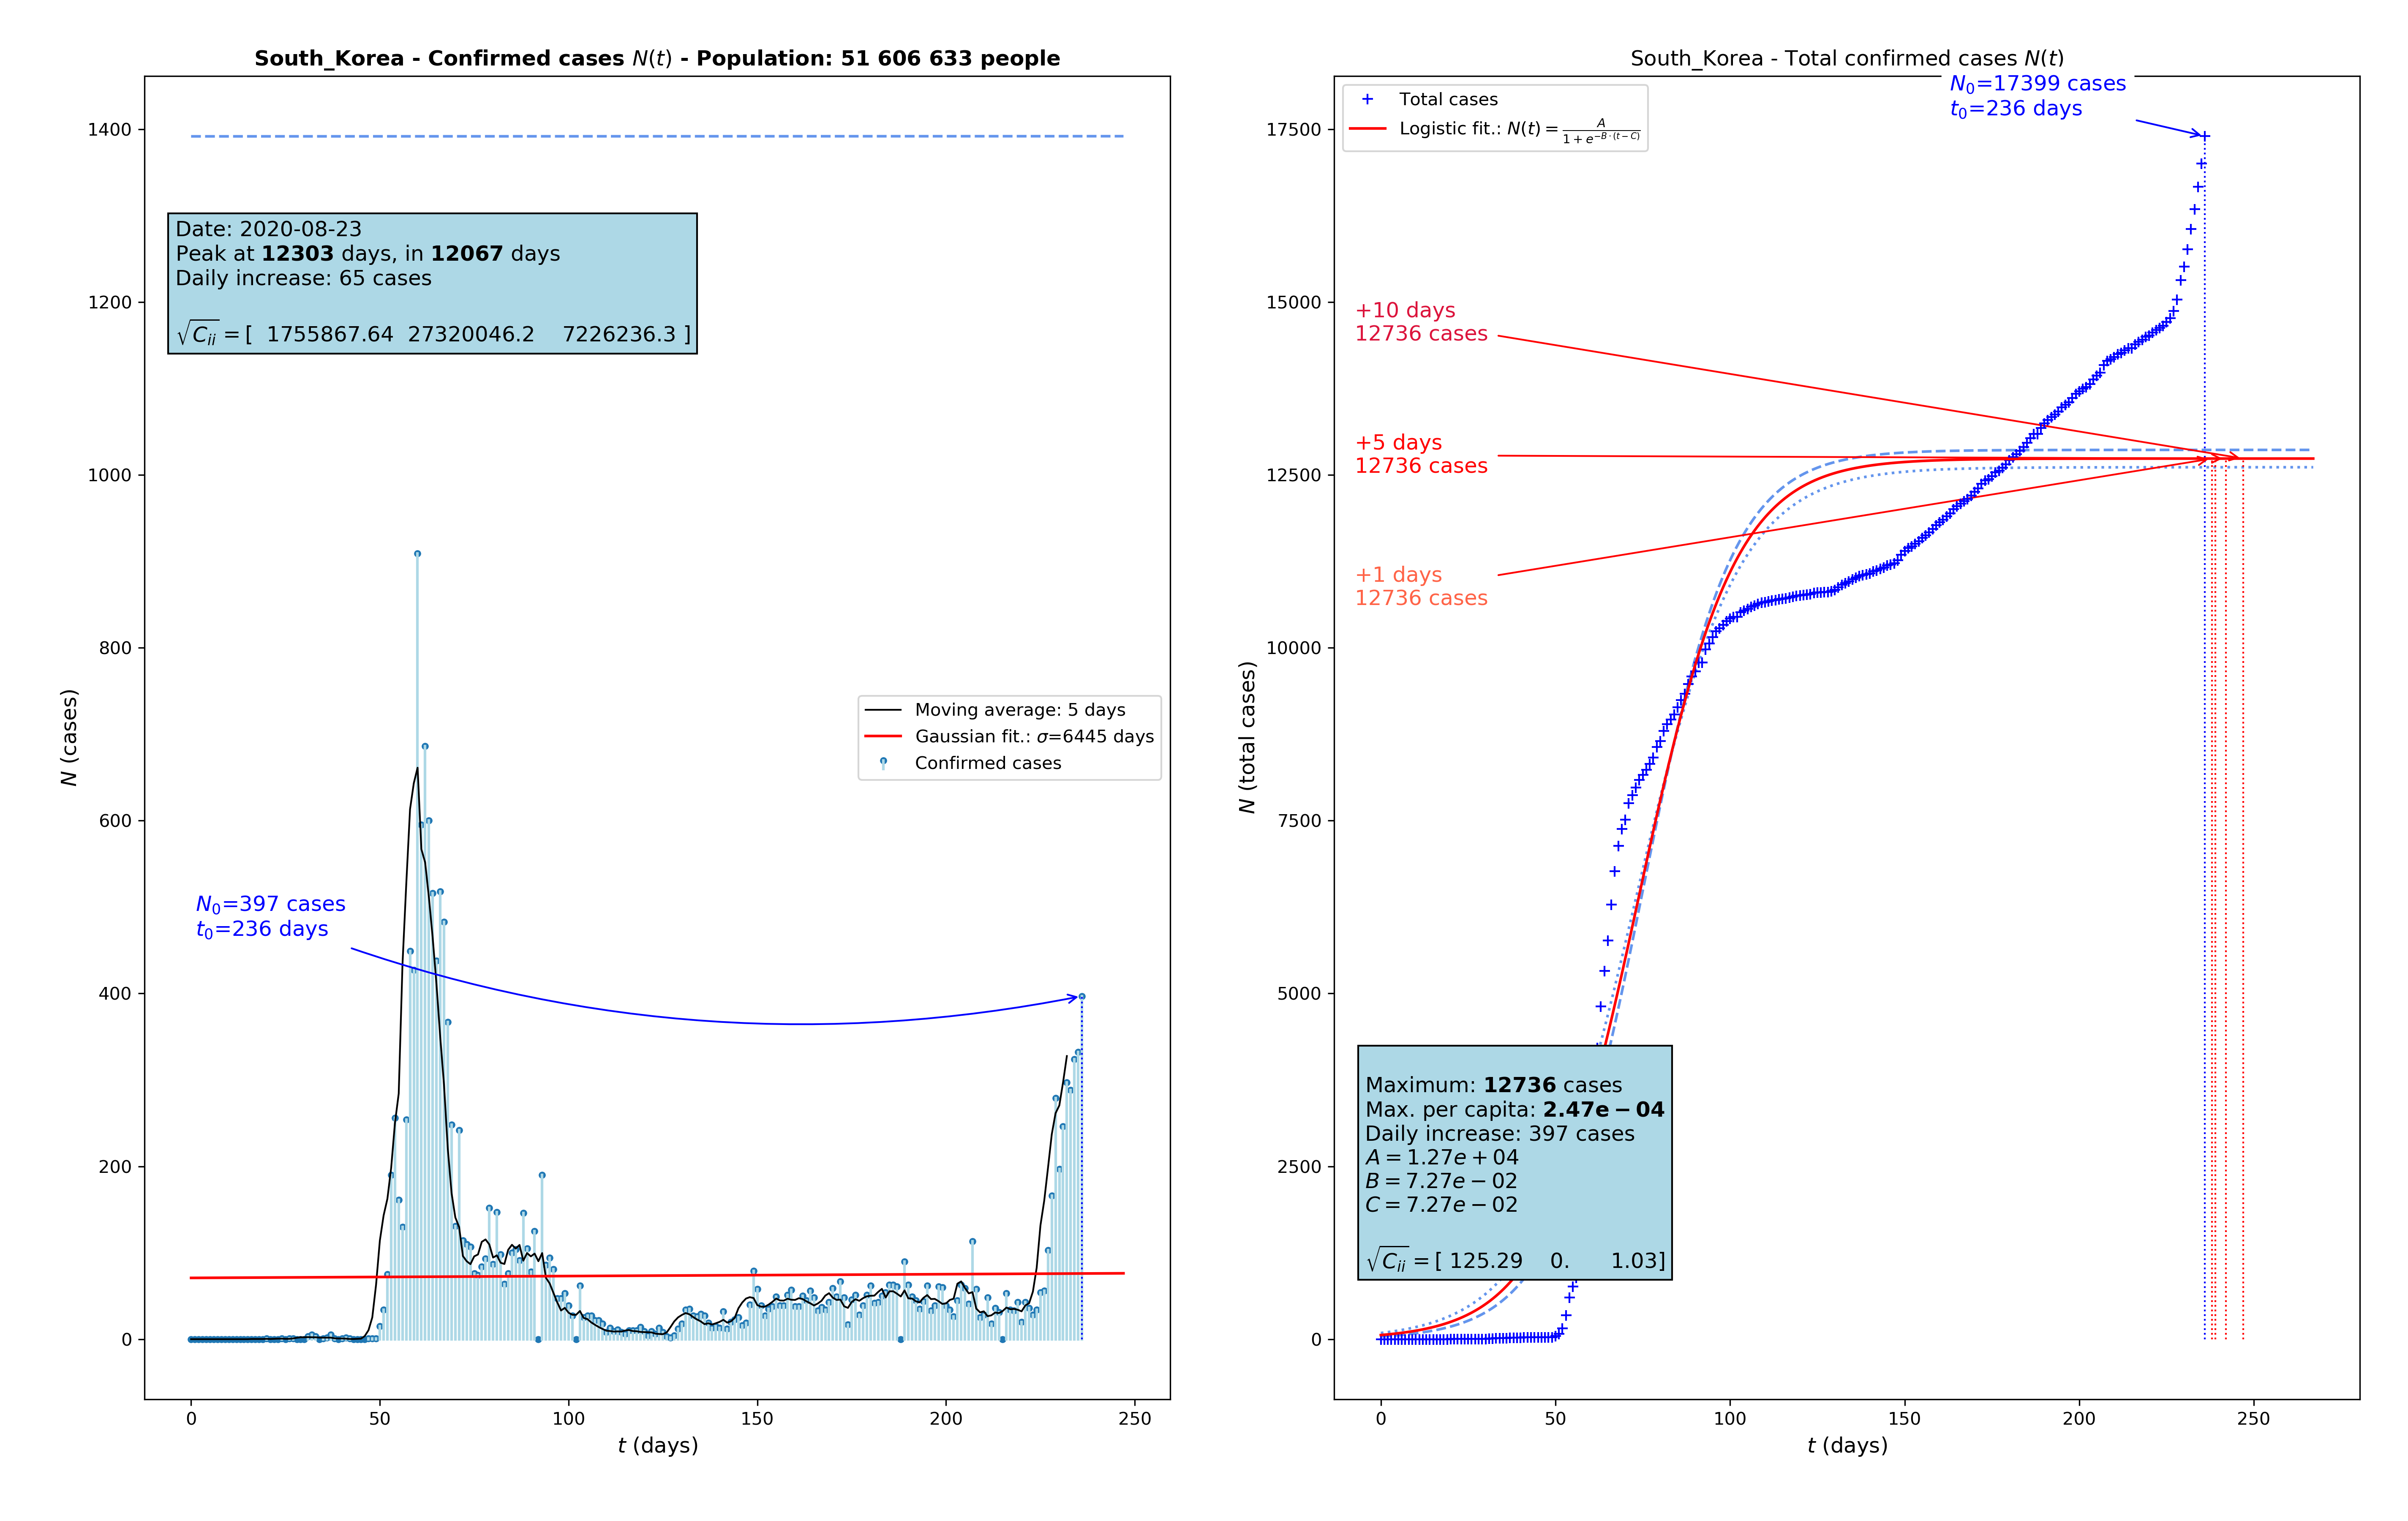 South_Korea - Confirmed cases N(t) - Population: 51 606 633 people
1400
1200
1000
800
600
400
200
0
N (cases)
Date: 2020-08-23
Peak at 12303 days, in 12067 days
Daily increase: 65 cases
√C_ii = [ 1755867.64 27320046.2 7226236.3 ]
Moving average: 5 days
Gaussian fit.: σ=6445 days
Confirmed cases
N₀=397 cases
t₀=236 days
0 50 100 150 200 250
t (days)
South_Korea - Total confirmed cases N(t)
N₀=17399 cases
t₀=236 days
Total cases
Logistic fit.: N(t) = A / (1 + e^{-B·(t-C)})
17500
15000
12500
10000
7500
5000
2500
0
N (total cases)
+10 days
12736 cases
+5 days
12736 cases
+1 days
12736 cases
Maximum: 12736 cases
Max. per capita: 2.47e − 04
Daily increase: 397 cases
A = 1.27e + 04
B = 7.27e − 02
C = 7.27e − 02
√C_ii = [ 125.29 0. 1.03]
0 50 100 150 200 250
t (days)